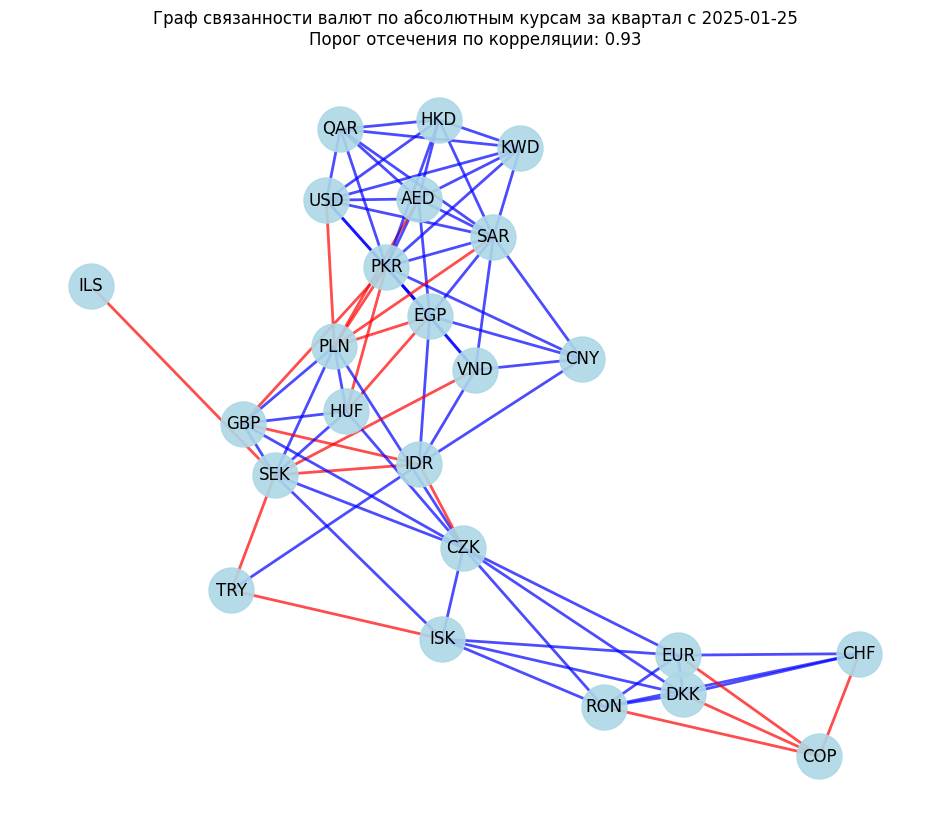 Граф связанности валют по абсолютным курсам за квартал с 2025-01-25
Порог отсечения по корреляции: 0.93
HKD
QAR
KWD
USD
AED
SAR
PKR
ILS
EGP
PLN
CNY
VND
HUF
GBP
IDR
SEK
CZK
TRY
ISK
EUR
CHF
DKK
RON
COP